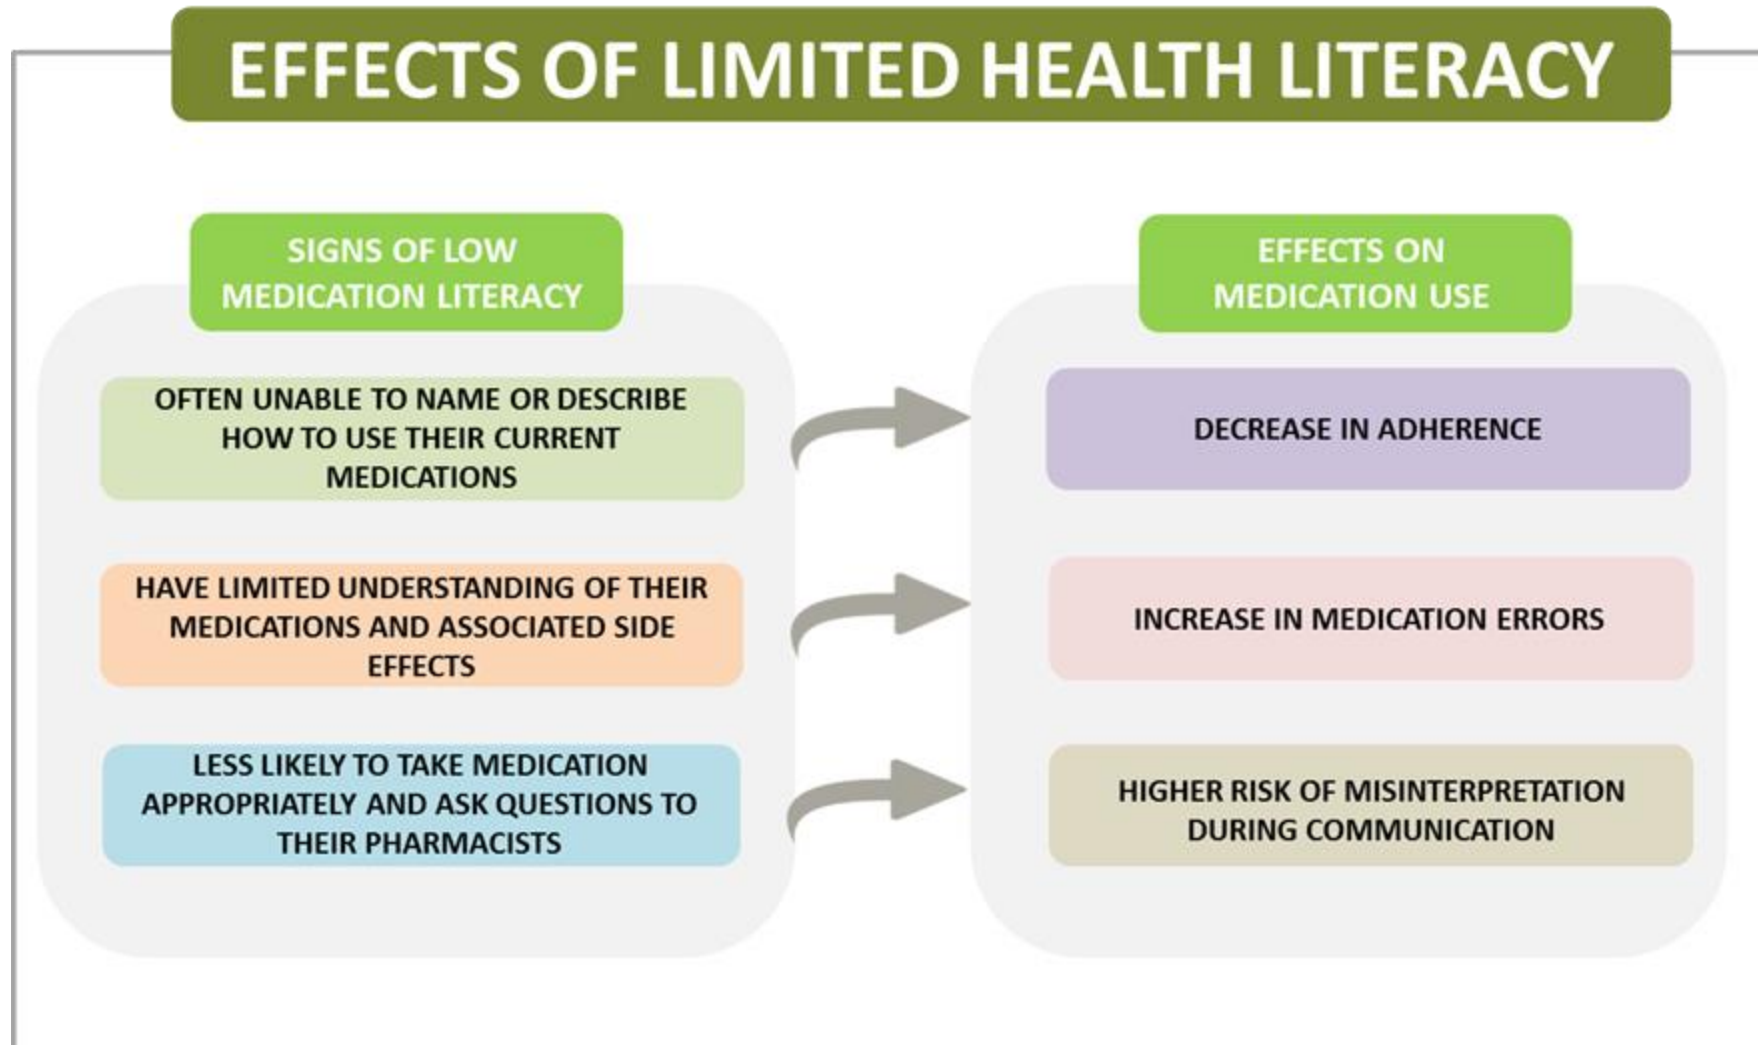 EFFECTS OF LIMITED HEALTH LITERACY
SIGNS OF LOW
MEDICATION LITERACY
OFTEN UNABLE TO NAME OR DESCRIBE
HOW TO USE THEIR CURRENT
MEDICATIONS
HAVE LIMITED UNDERSTANDING OF THEIR
MEDICATIONS AND ASSOCIATED SIDE
EFFECTS
LESS LIKELY TO TAKE MEDICATION
APPROPRIATELY AND ASK QUESTIONS TO
THEIR PHARMACISTS
EFFECTS ON
MEDICATION USE
DECREASE IN ADHERENCE
INCREASE IN MEDICATION ERRORS
HIGHER RISK OF MISINTERPRETATION
DURING COMMUNICATION